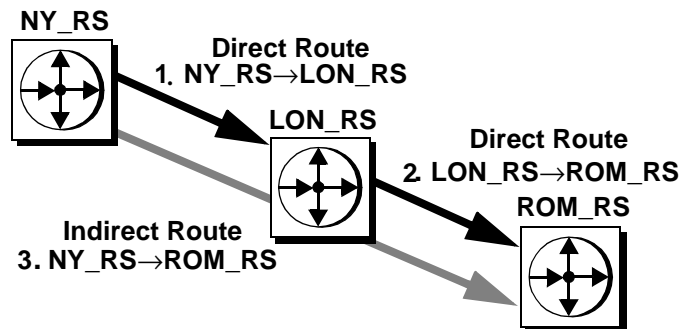 NY_RS
Direct Route
1. NY_RS→LON_RS
LON_RS
Direct Route
2. LON_RS→ROM_RS
ROM_RS
Indirect Route
3. NY_RS→ROM_RS